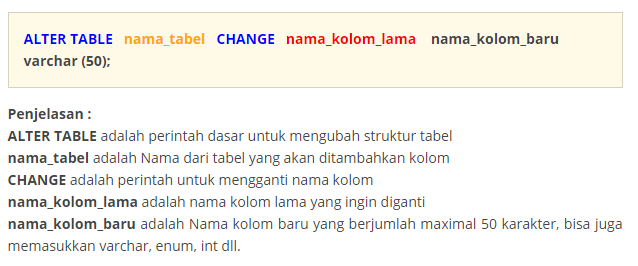 ALTER TABLE nama_tabel CHANGE nama_kolom_lama nama_kolom_baru
varchar (50);
Penjelasan :
ALTER TABLE adalah perintah dasar untuk mengubah struktur tabel
nama_tabel adalah Nama dari tabel yang akan ditambahkan kolom
CHANGE adalah perintah untuk mengganti nama kolom
nama_kolom_lama adalah nama kolom lama yang ingin diganti
nama_kolom_baru adalah Nama kolom baru yang berjumlah maximal 50 karakter, bisa juga
memasukkan varchar, enum, int dll.